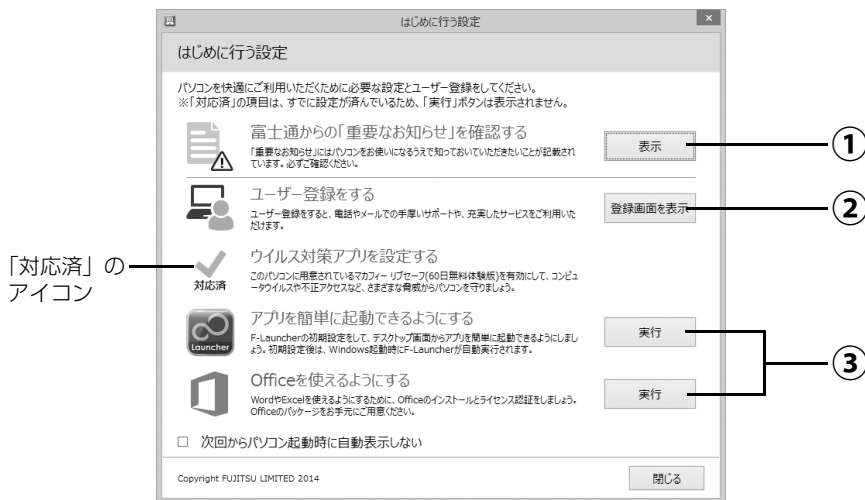 はじめに行う設定
はじめに行う設定
パソコンを快適にご利用いただくために必要な設定とユーザー登録をしてください。
※「対応済」の項目は、すでに設定が済んでいるため、「実行」ボタンは表示されません。
富士通からの「重要なお知らせ」を確認する
「重要なお知らせ」にはパソコンをお使いになるうえで知っておいていただきたいことが記載され
ています。必ずご確認ください。
表示
①
ユーザー登録をする
ユーザー登録をすると、電話やメールでの手厚いサポートや、充実したサービスをご利用いた
だけます。
登録画面を表示
②
「対応済」の
アイコン
対応済
ウイルス対策アプリを設定する
このパソコンに用意されているマカフィー リブセーフ(60日無料体験版)を有効にして、コンピュ
ータウイルスや不正アクセスなど、さまざまな脅威からパソコンを守りましょう。
Launcher
アプリを簡単に起動できるようにする
F-Launcherの初期設定をして、デスクトップ画面からアプリを簡単に起動できるようにしまし
ょう。初期設定後は、Windows起動時にF-Launcherが自動実行されます。
実行
③
Officeを使えるようにする
WordやExcelを使えるようにするために、Officeのインストールとライセンス認証をしましょう。
Officeのパッケージをお手元にご用意ください。
実行
次回からパソコン起動時に自動表示しない
Copyright FUJITSU LIMITED 2014
閉じる